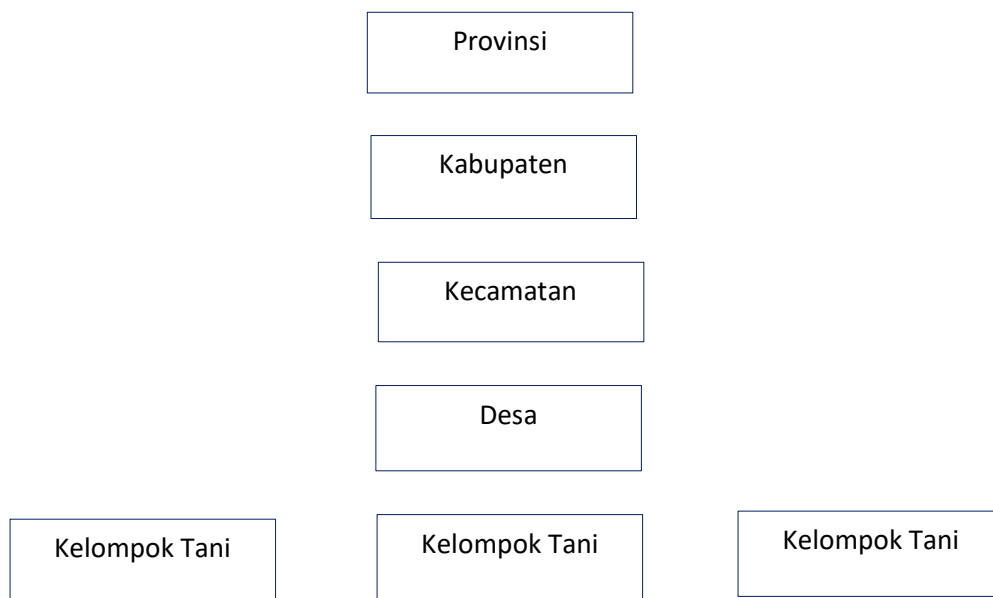 Provinsi
Kabupaten
Kecamatan
Desa
Kelompok Tani
Kelompok Tani
Kelompok Tani